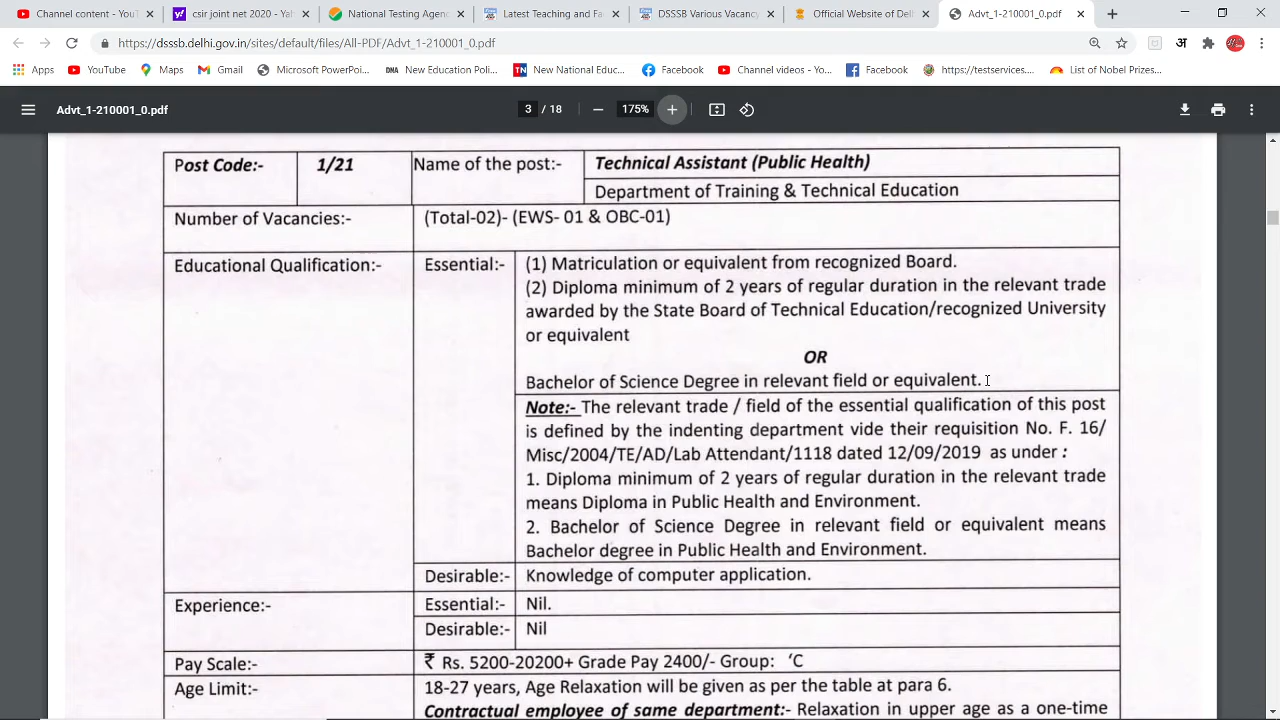 Content - YouT
csir joint net 2020 - Yah
National Testing Agenc
Latest Teaching and Fa
DSSSB Various Vacancy
Official Website of Delh
Advt_1-210001_0.pdf
https://dsssb.delhi.gov.in/sites/default/files/All-PDF/Advt_1-210001_0.pdf
अ
Apps YouTube Maps Gmail Microsoft PowerPoi... DNA New Education Poli... TN New National Educ... Facebook Channel videos - Yo... Facebook https://testservices.... List of Nobel Prizes...
Advt_1-210001_0.pdf 3 / 18 175%
Post Code:- 1/21 Name of the post:- Technical Assistant (Public Health)
Department of Training & Technical Education
Number of Vacancies:- (Total-02)- (EWS- 01 & OBC-01)
Educational Qualification:- Essential:- (1) Matriculation or equivalent from recognized Board.
(2) Diploma minimum of 2 years of regular duration in the relevant trade
awarded by the State Board of Technical Education/recognized University
or equivalent
OR
Bachelor of Science Degree in relevant field or equivalent.
Note:- The relevant trade / field of the essential qualification of this post
is defined by the indenting department vide their requisition No. F. 16/
Misc/2004/TE/AD/Lab Attendant/1118 dated 12/09/2019 as under :
1. Diploma minimum of 2 years of regular duration in the relevant trade
means Diploma in Public Health and Environment.
2. Bachelor of Science Degree in relevant field or equivalent means
Bachelor degree in Public Health and Environment.
Desirable:- Knowledge of computer application.
Experience:- Essential:- Nil.
Desirable:- Nil
Pay Scale:- ₹ Rs. 5200-20200+ Grade Pay 2400/- Group: ‘C
Age Limit:- 18-27 years, Age Relaxation will be given as per the table at para 6.
Contractual employee of same department:- Relaxation in upper age as a one-time